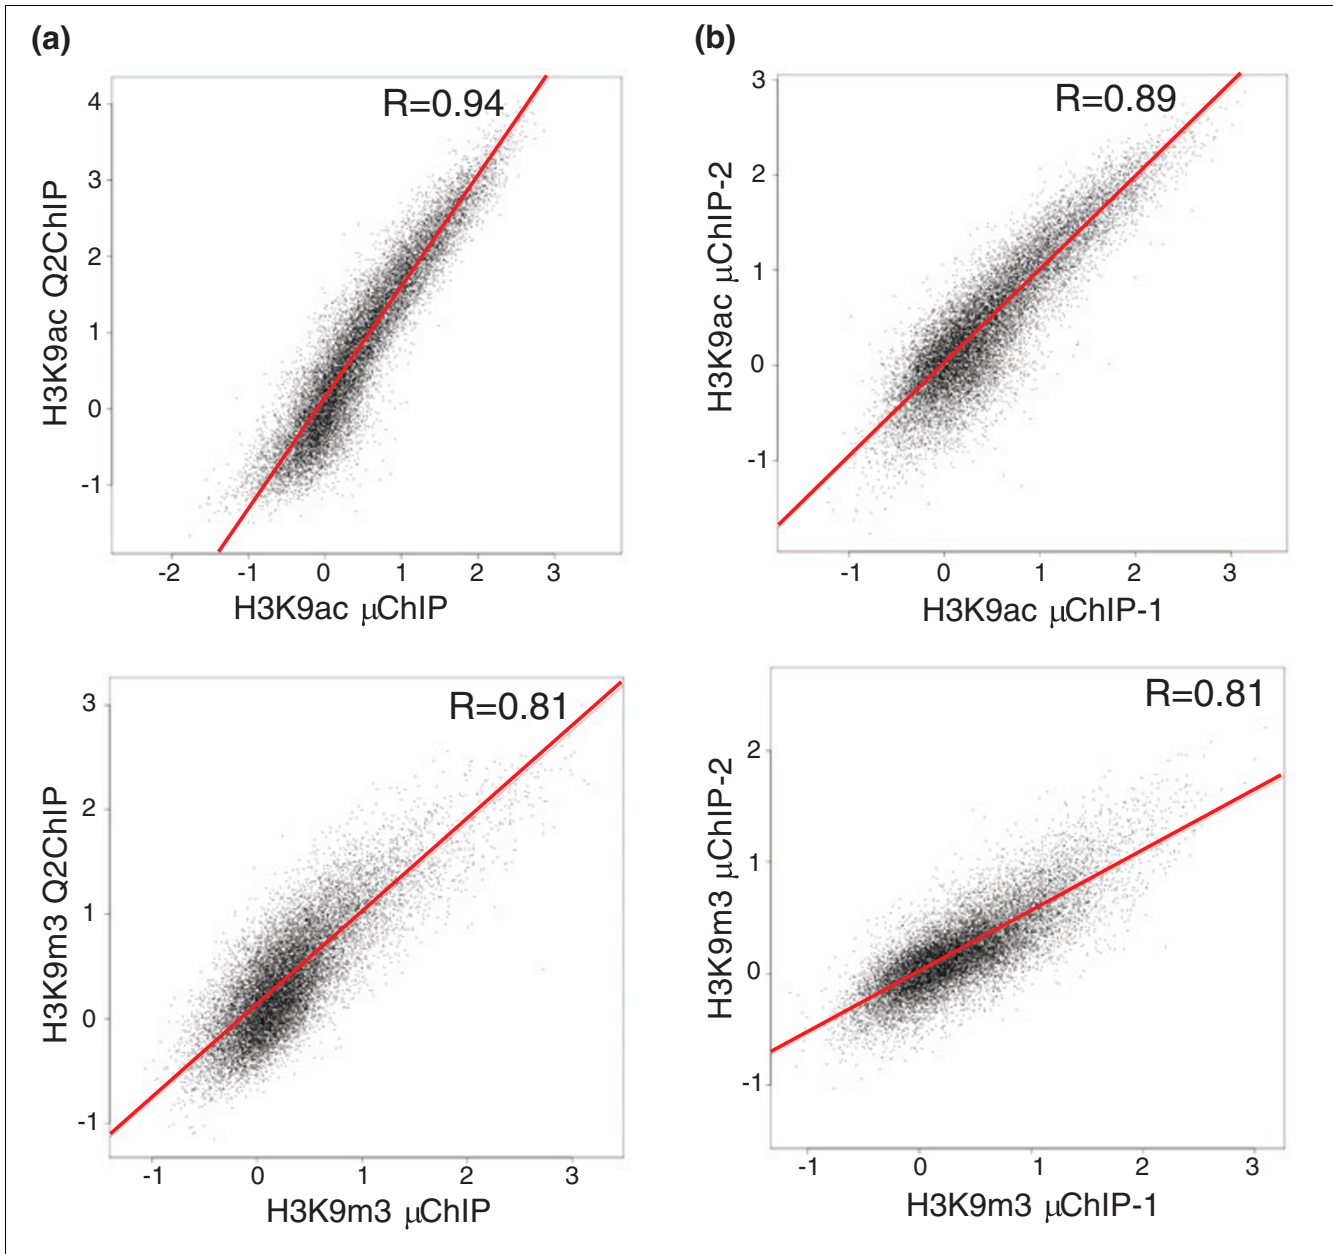 (a)
R=0.94
H3K9ac Q2ChIP
4
3
2
1
0
-1
-2 -1 0 1 2 3
H3K9ac μChIP
(b)
R=0.89
H3K9ac μChIP-2
3
2
1
0
-1
-1 0 1 2 3
H3K9ac μChIP-1
R=0.81
H3K9m3 Q2ChIP
3
2
1
0
-1
-1 0 1 2 3
H3K9m3 μChIP
R=0.81
H3K9m3 μChIP-2
2
1
0
-1
-1 0 1 2 3
H3K9m3 μChIP-1